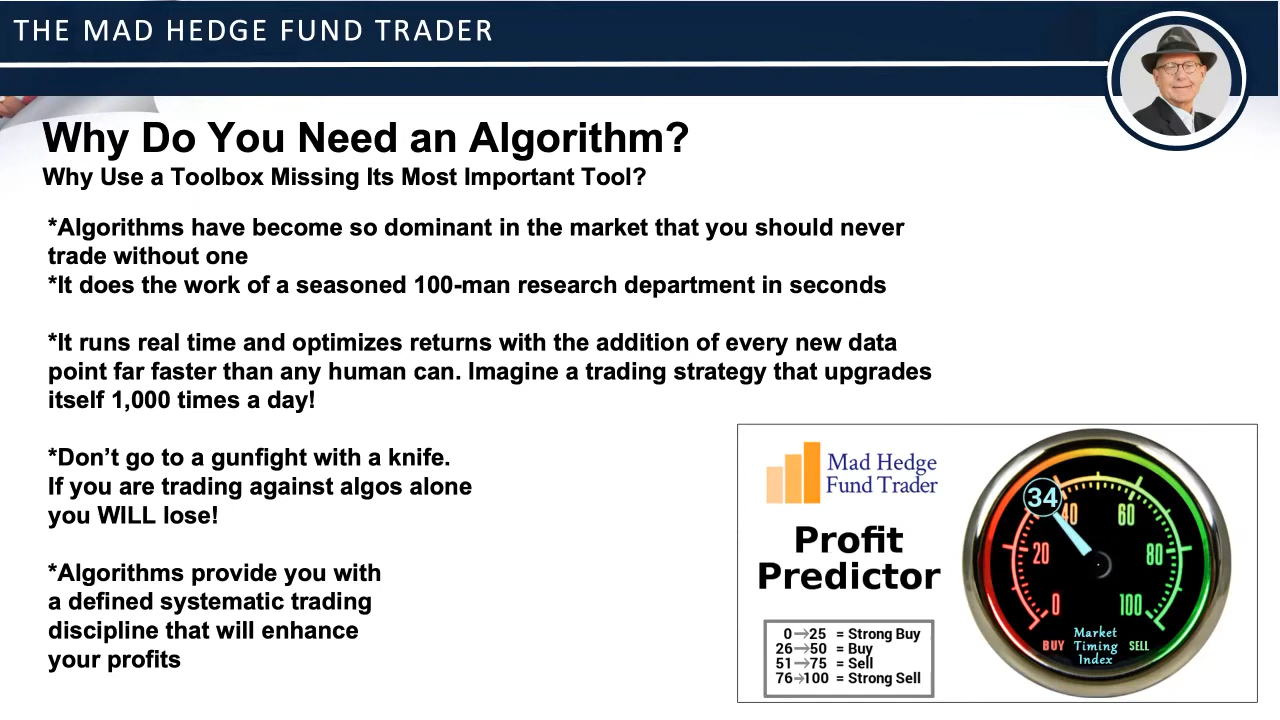 THE MAD HEDGE FUND TRADER
Why Do You Need an Algorithm?
Why Use a Toolbox Missing Its Most Important Tool?
*Algorithms have become so dominant in the market that you should never
trade without one
*It does the work of a seasoned 100-man research department in seconds
*It runs real time and optimizes returns with the addition of every new data
point far faster than any human can. Imagine a trading strategy that upgrades
itself 1,000 times a day!
*Don’t go to a gunfight with a knife.
If you are trading against algos alone
you WILL lose!
*Algorithms provide you with
a defined systematic trading
discipline that will enhance
your profits
Mad Hedge
Fund Trader
Profit
Predictor
0→25 = Strong Buy
26→50 = Buy
51→75 = Sell
76→100 = Strong Sell
34
40
60
20
80
0
100
BUY
Market
Timing
Index
SELL